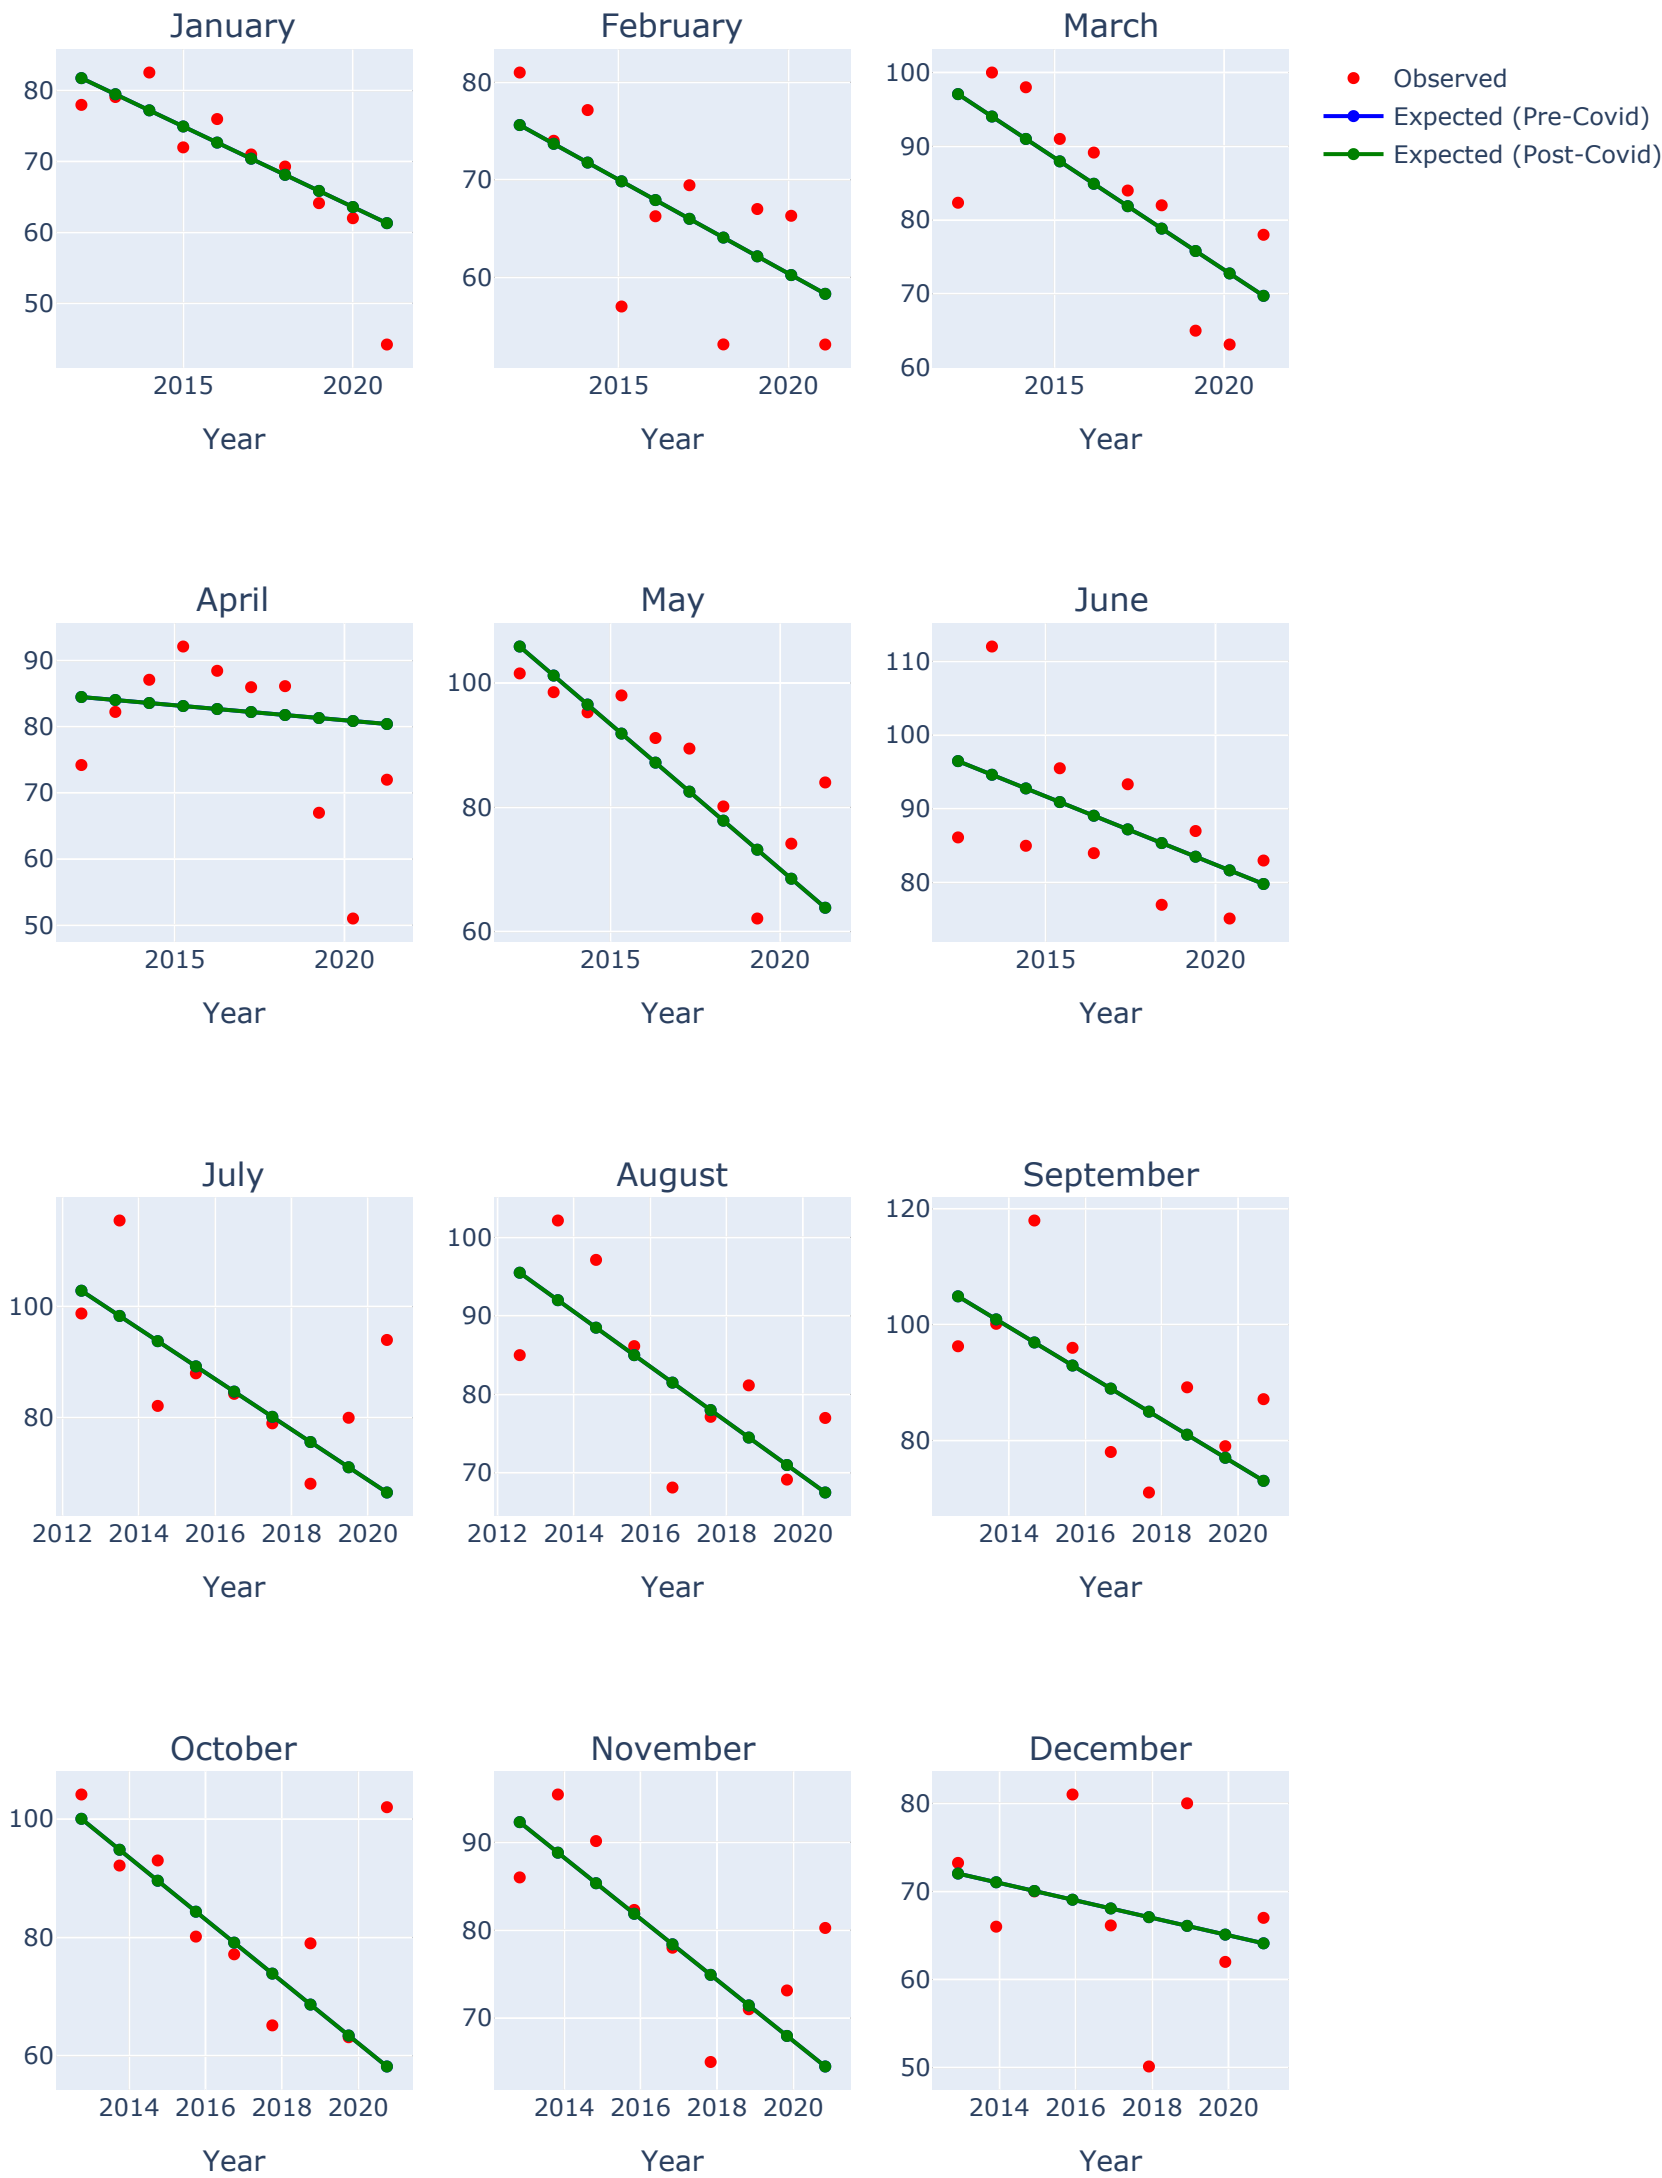 January
February
March
80
70
60
50
2015
2020
Year
80
70
60
2015
2020
Year
100
90
80
70
60
2015
2020
Year
Observed
Expected (Pre-Covid)
Expected (Post-Covid)
April
May
June
90
80
70
60
50
2015
2020
Year
100
80
60
2015
2020
Year
110
100
90
80
2015
2020
Year
July
August
September
100
80
2012 2014 2016 2018 2020
Year
100
90
80
70
2012 2014 2016 2018 2020
Year
120
100
80
2014 2016 2018 2020
Year
October
November
December
100
80
60
2014 2016 2018 2020
Year
90
80
70
2014 2016 2018 2020
Year
80
70
60
50
2014 2016 2018 2020
Year